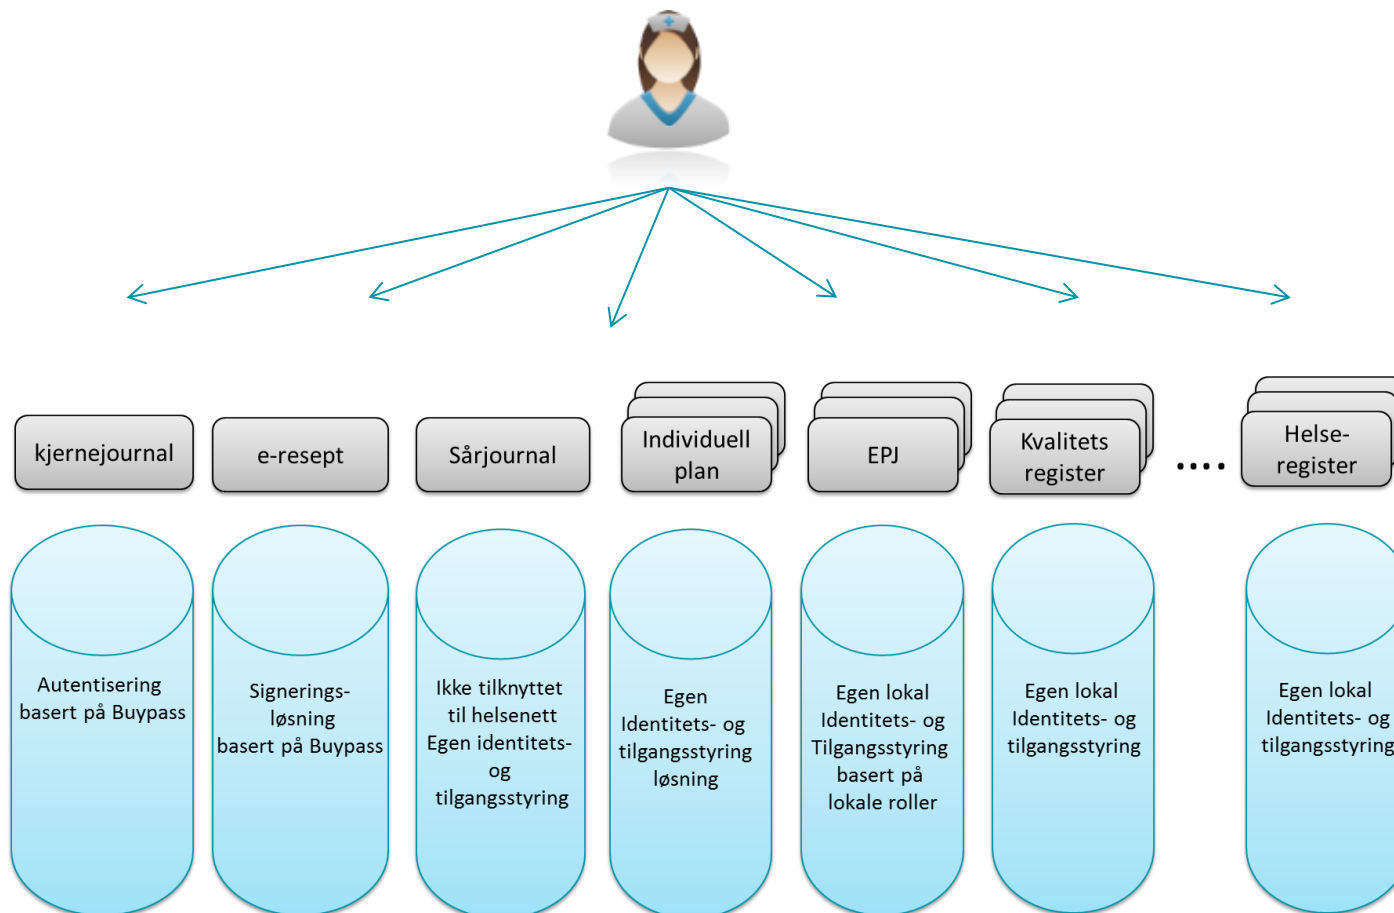 kjernejournal
e-resept
Sårjournal
Individuell
plan
EPJ
Kvalitets
register
....
Helse-
register
Autentisering
basert på Buypass
Signerings-
løsning
basert på Buypass
Ikke tilknyttet
til helsenett
Egen identitets-
og
tilgangsstyring
Egen
Identitets- og
tilgangsstyring
løsning
Egen lokal
Identitets- og
Tilgangsstyring
basert på
lokale roller
Egen lokal
Identitets- og
tilgangsstyring
Egen lokal
Identitets- og
tilgangsstyring